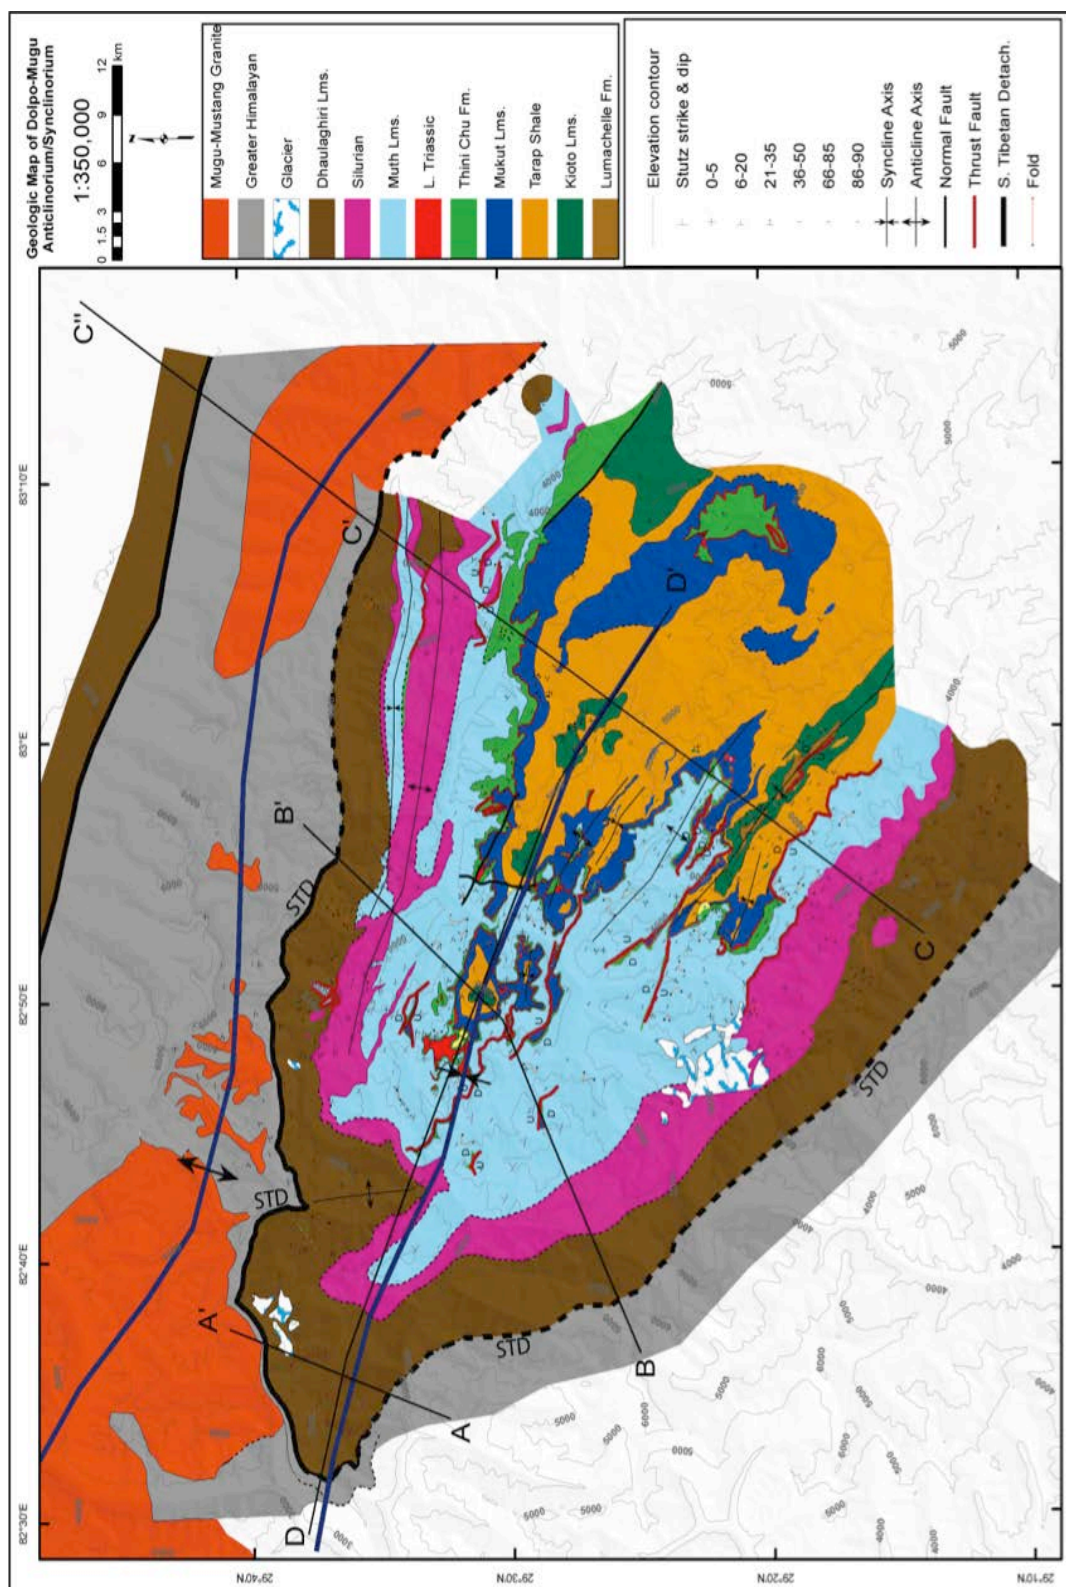 Geologic Map of Dolpo-Mugu
Anticlinorium/Synclinorium
1:350,000
0 1.5 3 6 9 12
km
Mugu-Mustang Granite
Greater Himalayan
Glacier
Dhaulaghiri Lms.
Silurian
Muth Lms.
L. Triassic
Thini Chu Fm.
Mukut Lms.
Tarap Shale
Kioto Lms.
Lumachelle Fm.
Elevation contour
Stutz strike & dip
0-5
6-20
21-35
36-50
66-85
86-90
Syncline Axis
Anticline Axis
Normal Fault
Thrust Fault
S. Tibetan Detach.
Fold
82°30'E
82°40'E
82°50'E
83°E
83°10'E
29°40'N
29°30'N
29°20'N
29°10'N
A
A'
B
B'
C
C'
C''
D
D'
STD
STD
STD
STD